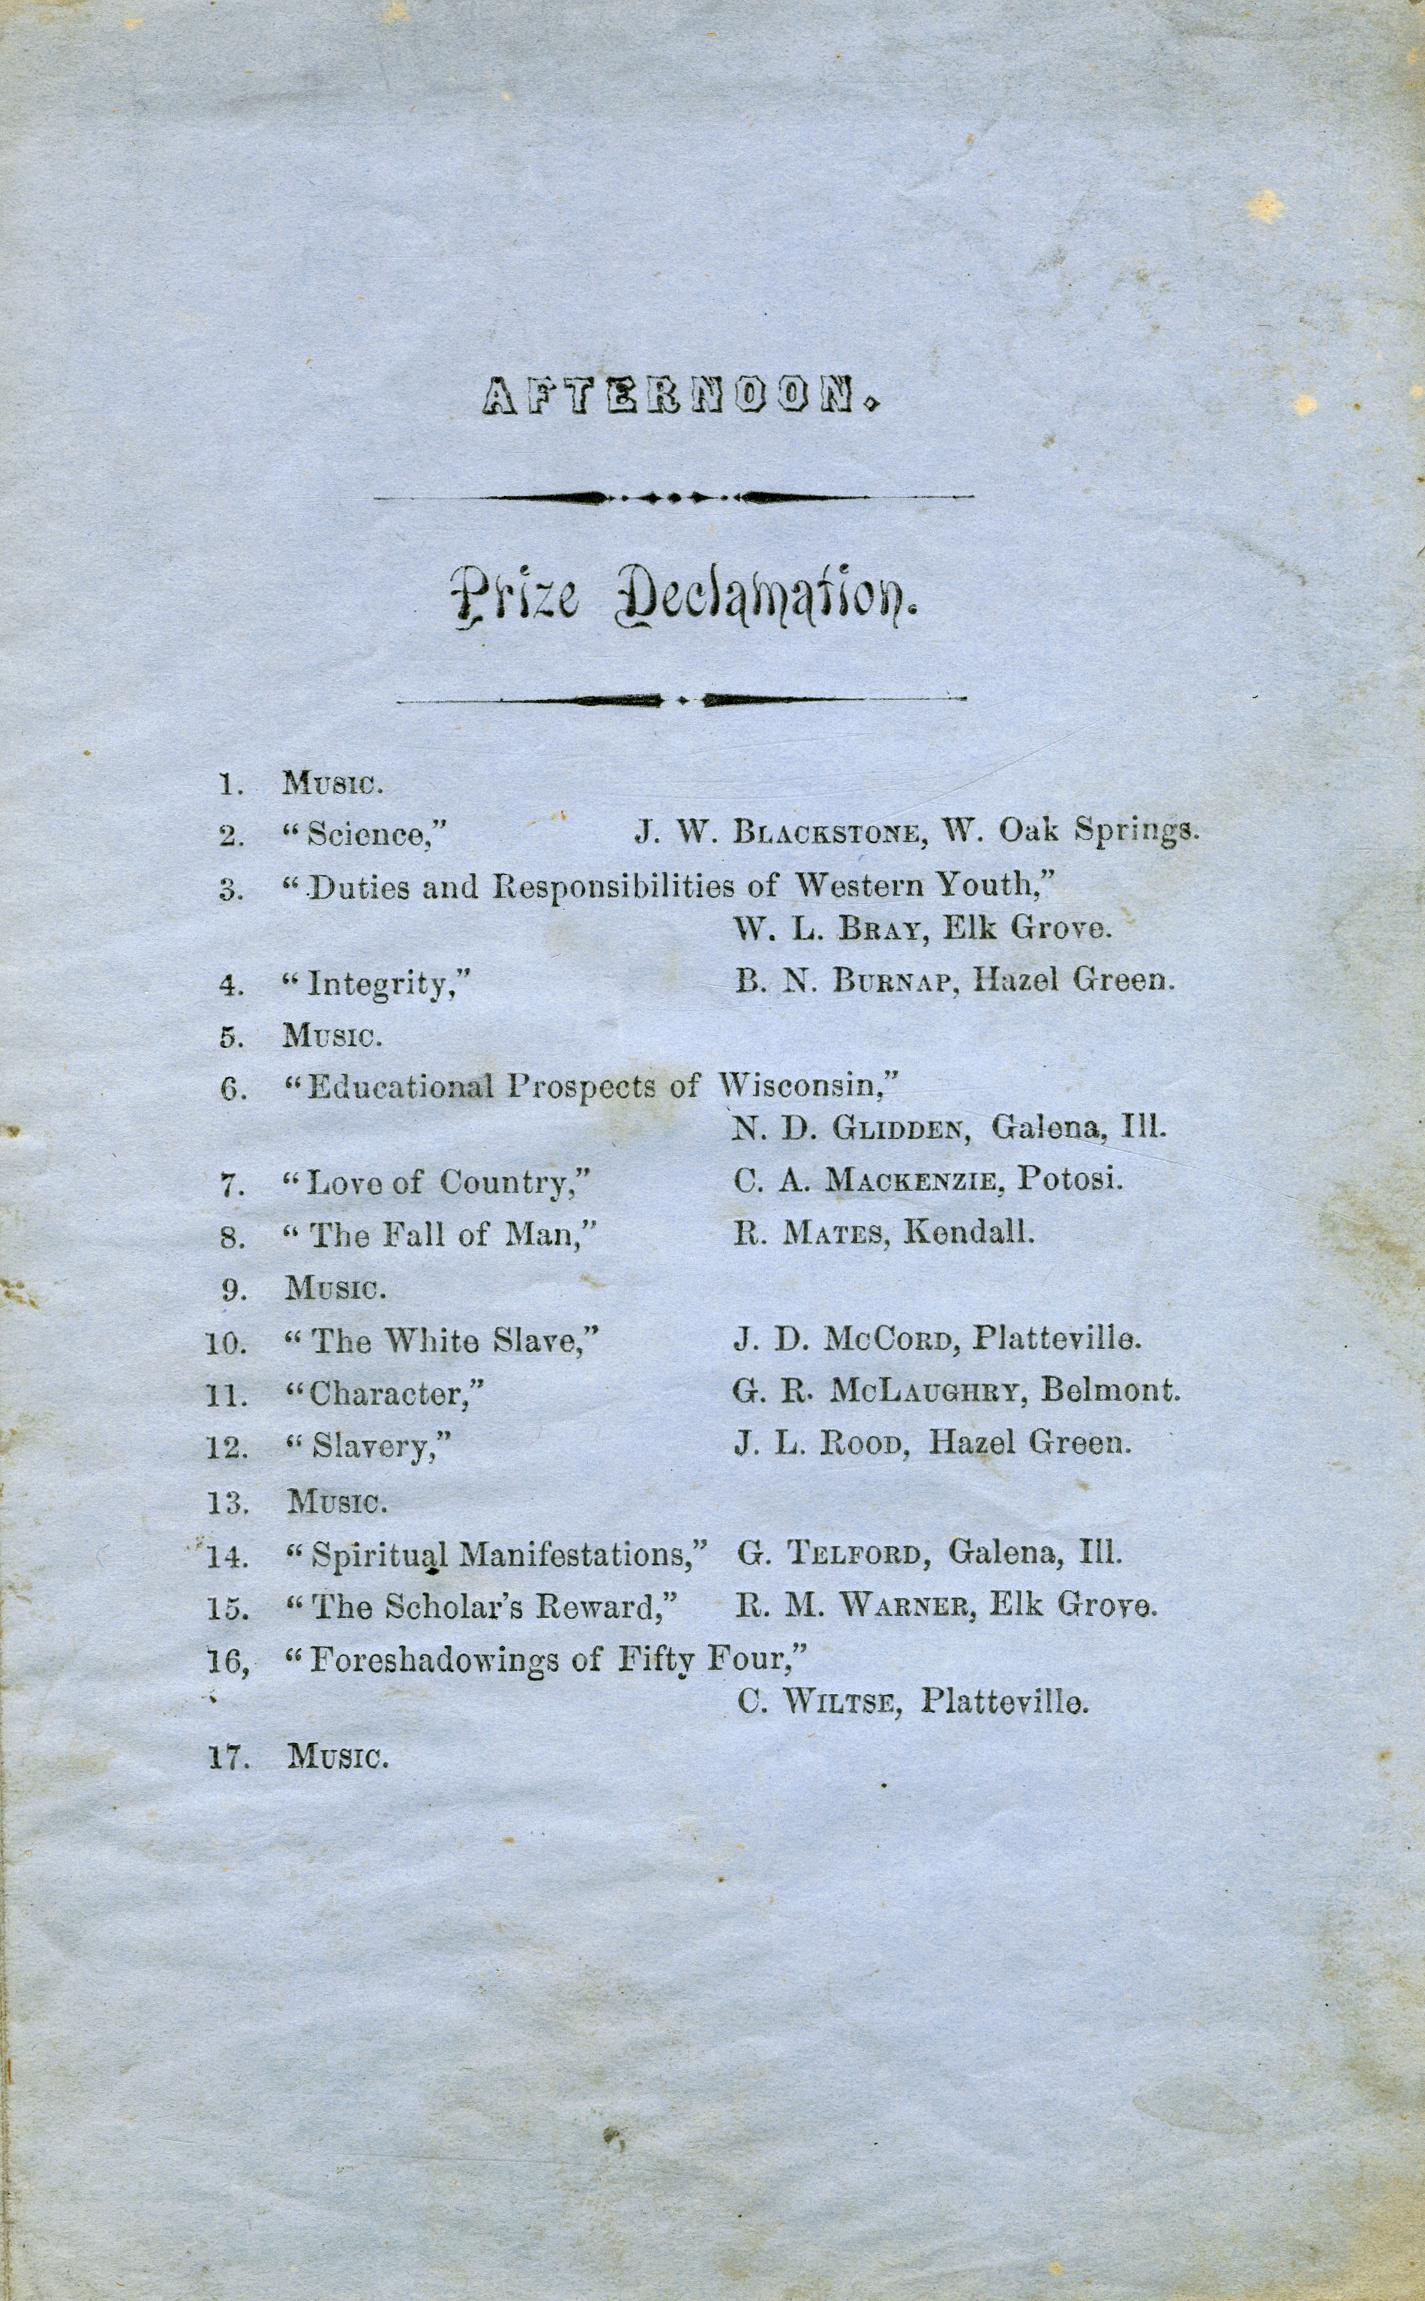 AFTERNOON.
Prize Declamation.
1. MUSIC.
2. “Science,” J. W. BLACKSTONE, W. Oak Springs.
3. “Duties and Responsibilities of Western Youth,”
W. L. BRAY, Elk Grove.
4. “Integrity,” B. N. BURNAP, Hazel Green.
5. MUSIC.
6. “Educational Prospects of Wisconsin,”
N. D. GLIDDEN, Galena, Ill.
7. “Love of Country,” C. A. MACKENZIE, Potosi.
8. “The Fall of Man,” R. MATES, Kendall.
9. MUSIC.
10. “The White Slave,” J. D. MCCORD, Platteville.
11. “Character,” G. R. MCLAUGHRY, Belmont.
12. “Slavery,” J. L. ROOD, Hazel Green.
13. MUSIC.
14. “Spiritual Manifestations,” G. TELFORD, Galena, Ill.
15. “The Scholar’s Reward,” R. M. WARNER, Elk Grove.
16, “Foreshadowings of Fifty Four,”
C. WILTSE, Platteville.
17. MUSIC.